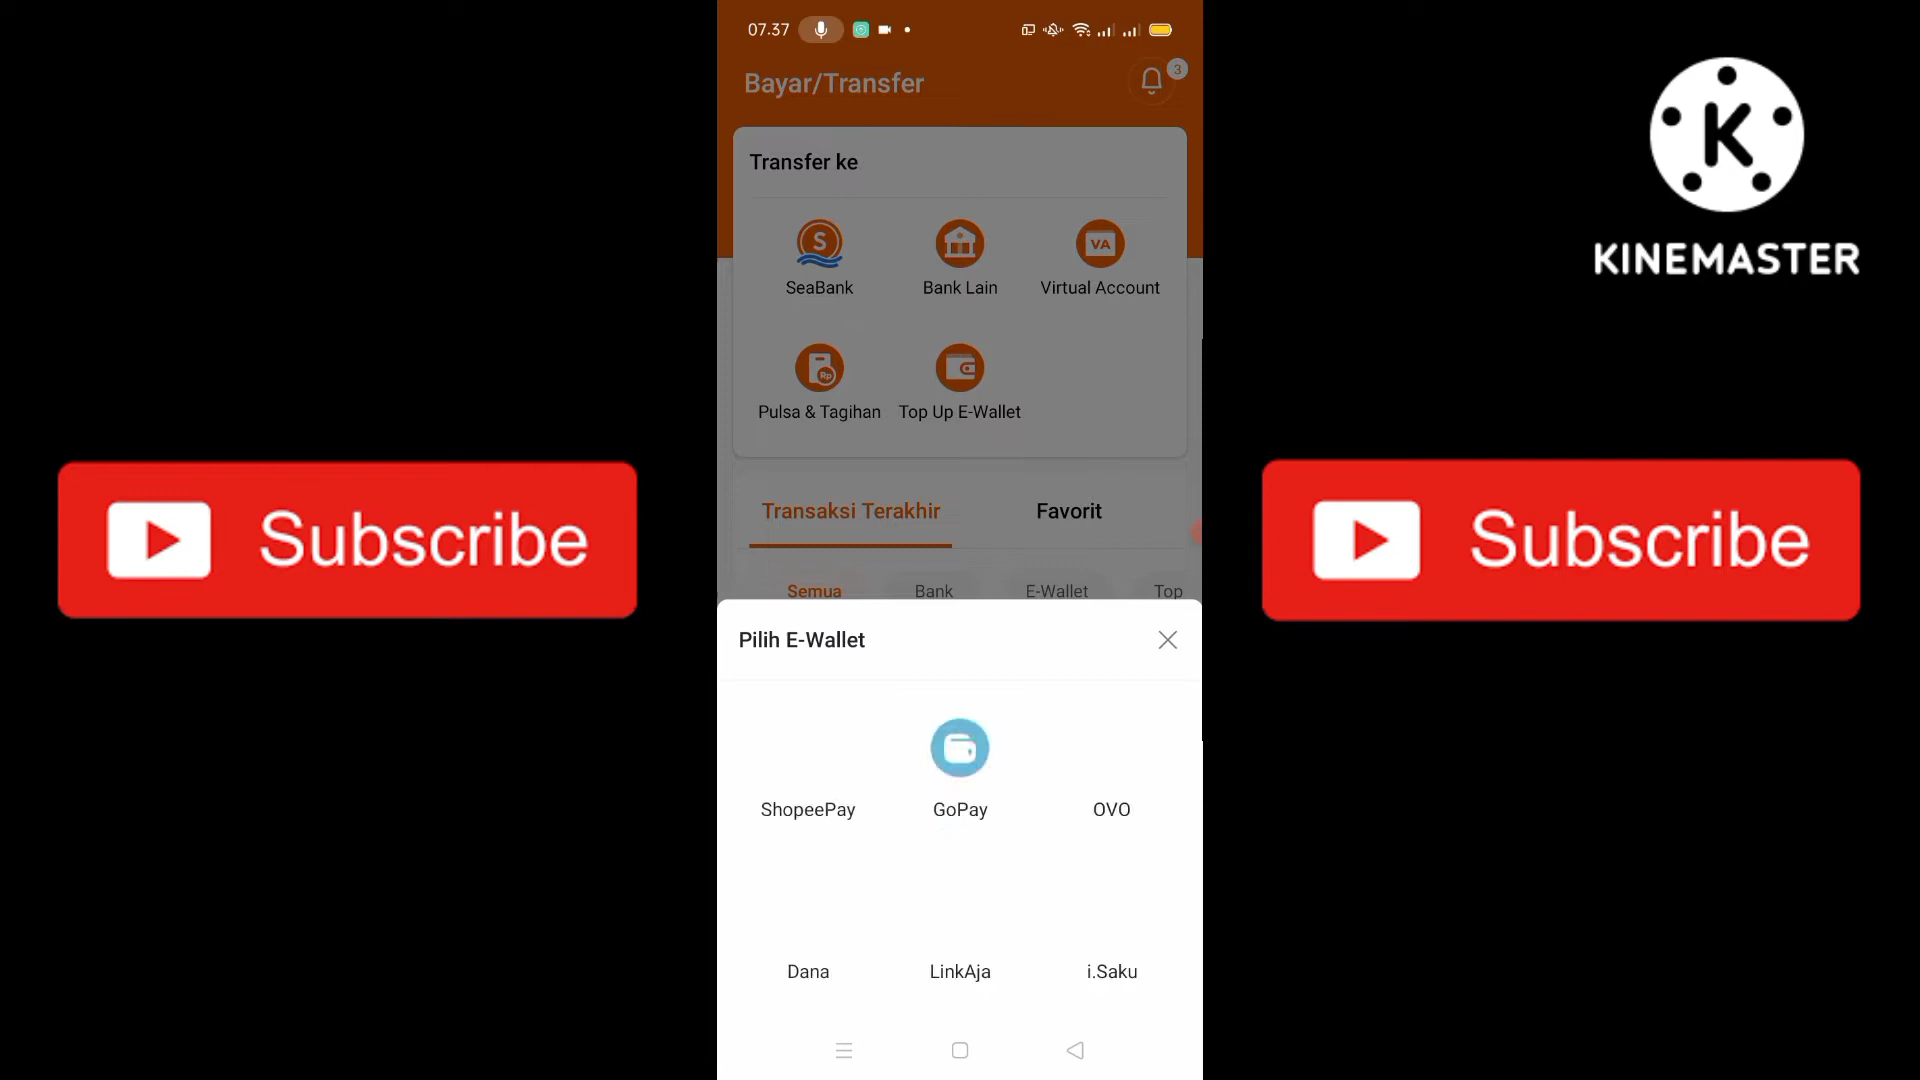 07.37
Bayar/Transfer
3
K
KINEMASTER
Transfer ke
S
VA
SeaBank
Bank Lain
Virtual Account
Rp
Pulsa & Tagihan
Top Up E-Wallet
Subscribe
Subscribe
Transaksi Terakhir
Favorit
Semua
Bank
E-Wallet
Top
Pilih E-Wallet
ShopeePay
GoPay
OVO
Dana
LinkAja
i.Saku